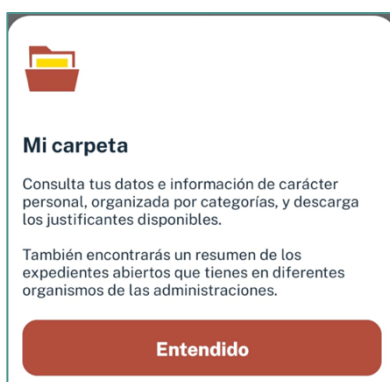 Mi carpeta
Consulta tus datos e información de carácter
personal, organizada por categorías, y descarga
los justificantes disponibles.
También encontrarás un resumen de los
expedientes abiertos que tienes en diferentes
organismos de las administraciones.
Entendido